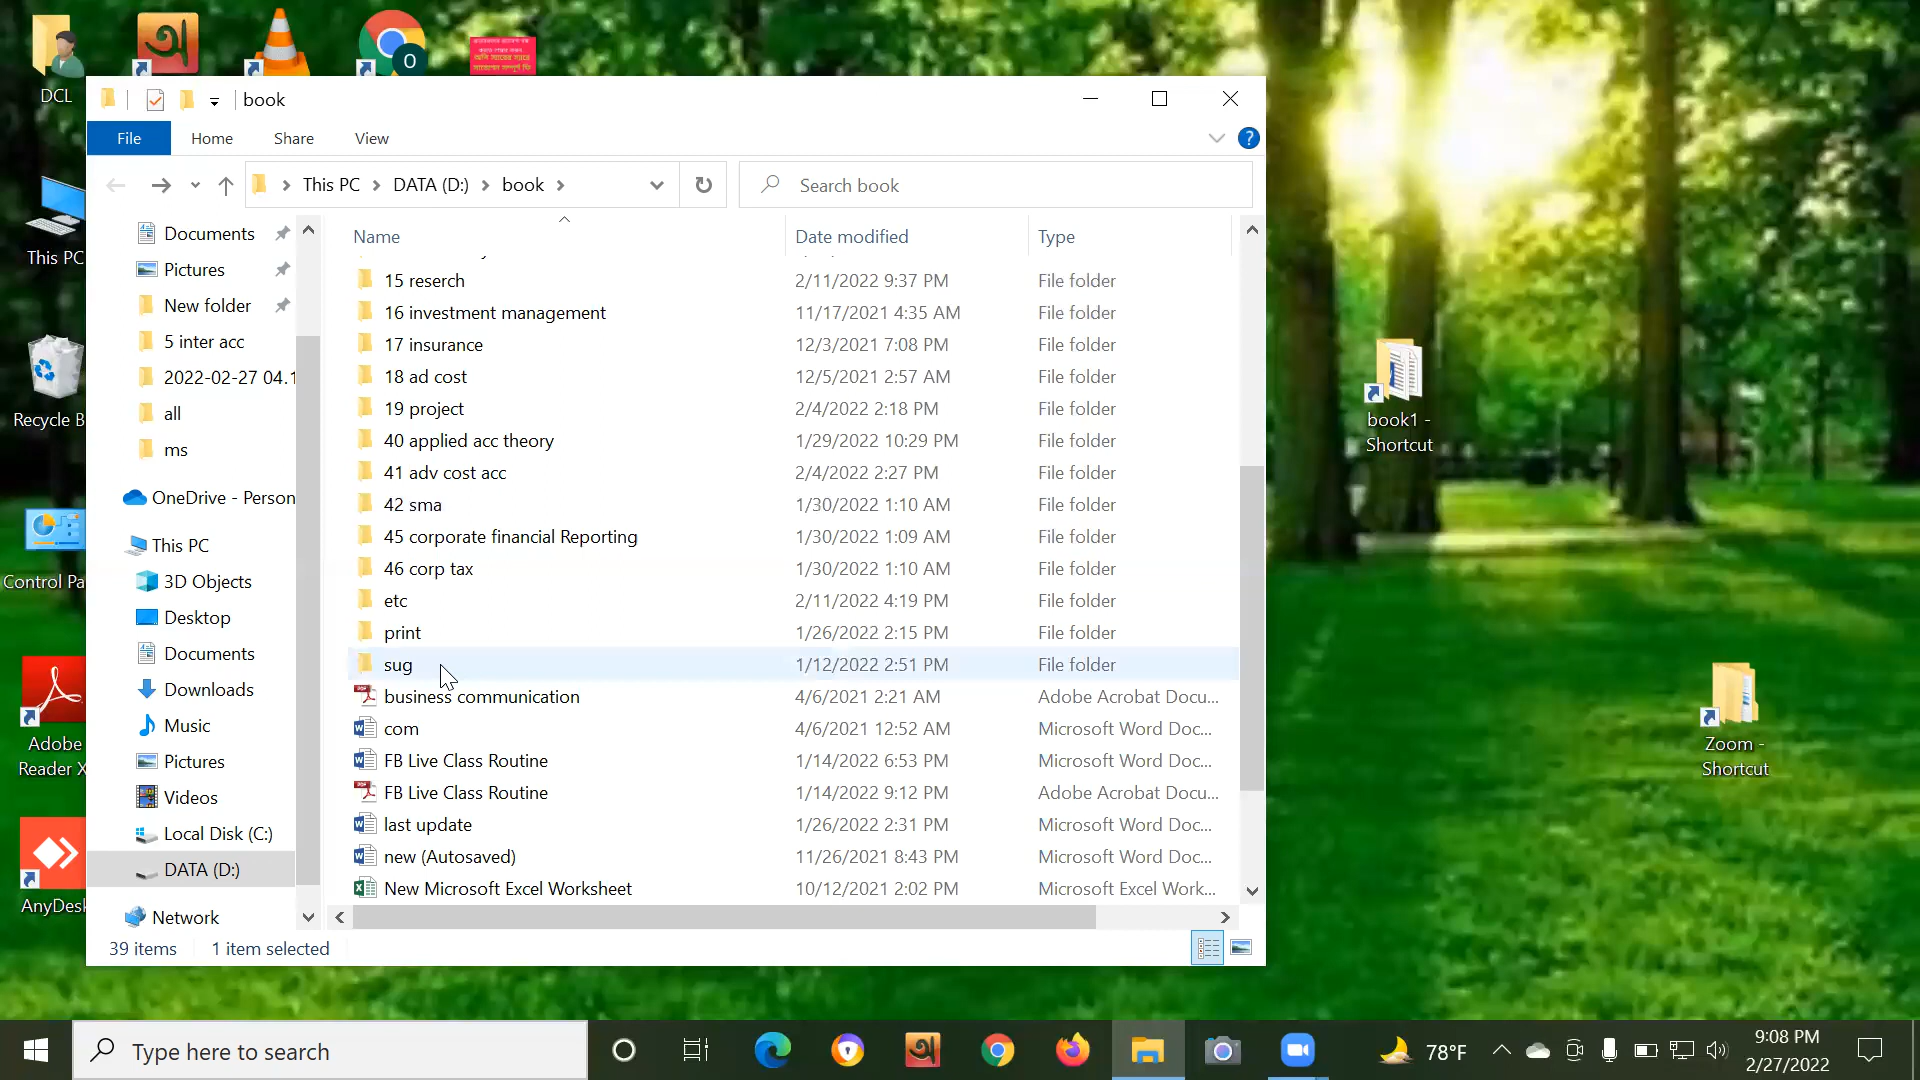 DCL
This PC
Recycle B
Control Pa
Adobe
Reader X
AnyDesk
অ
book
File
Home
Share
View
This PC
DATA (D:)
book
Search book
Documents
Pictures
New folder
5 inter acc
2022-02-27 04.1
all
ms
OneDrive - Person
This PC
3D Objects
Desktop
Documents
Downloads
Music
Pictures
Videos
Local Disk (C:)
DATA (D:)
Network
Name Date modified Type
15 reserch 2/11/2022 9:37 PM File folder
16 investment management 11/17/2021 4:35 AM File folder
17 insurance 12/3/2021 7:08 PM File folder
18 ad cost 12/5/2021 2:57 AM File folder
19 project 2/4/2022 2:18 PM File folder
40 applied acc theory 1/29/2022 10:29 PM File folder
41 adv cost acc 2/4/2022 2:27 PM File folder
42 sma 1/30/2022 1:10 AM File folder
45 corporate financial Reporting 1/30/2022 1:09 AM File folder
46 corp tax 1/30/2022 1:10 AM File folder
etc 2/11/2022 4:19 PM File folder
print 1/26/2022 2:15 PM File folder
sug 1/12/2022 2:51 PM File folder
business communication 4/6/2021 2:21 AM Adobe Acrobat Docu...
com 4/6/2021 12:52 AM Microsoft Word Doc...
FB Live Class Routine 1/14/2022 6:53 PM Microsoft Word Doc...
FB Live Class Routine 1/14/2022 9:12 PM Adobe Acrobat Docu...
last update 1/26/2022 2:31 PM Microsoft Word Doc...
new (Autosaved) 11/26/2021 8:43 PM Microsoft Word Doc...
New Microsoft Excel Worksheet 10/12/2021 2:02 PM Microsoft Excel Work...
39 items 1 item selected
book1 -
Shortcut
Zoom -
Shortcut
Type here to search
অ
78°F
9:08 PM
2/27/2022